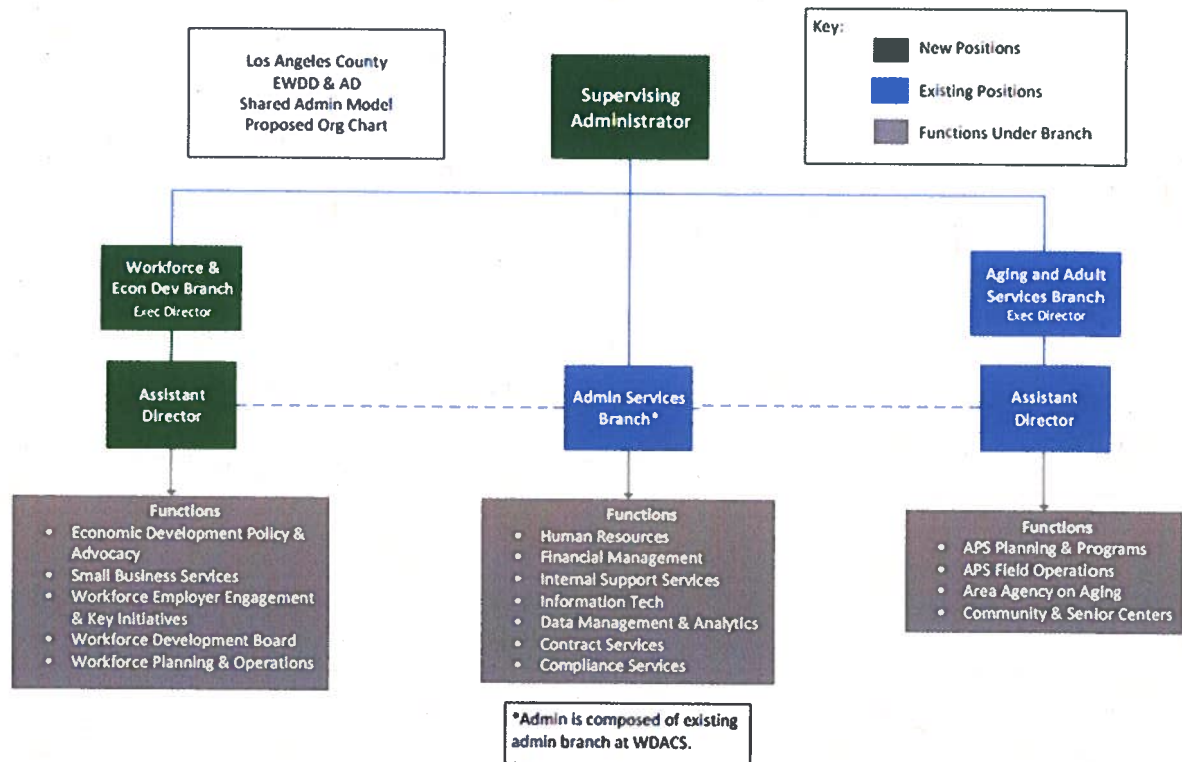 Los Angeles County
EWDD & AD
Shared Admin Model
Proposed Org Chart
Supervising
Administrator
Key:
New Positions
Existing Positions
Functions Under Branch
Workforce &
Econ Dev Branch
Exec Director
Aging and Adult
Services Branch
Exec Director
Assistant
Director
Admin Services
Branch*
Assistant
Director
Functions
• Economic Development Policy &
Advocacy
• Small Business Services
• Workforce Employer Engagement
& Key Initiatives
• Workforce Development Board
• Workforce Planning & Operations
Functions
• Human Resources
• Financial Management
• Internal Support Services
• Information Tech
• Data Management & Analytics
• Contract Services
• Compliance Services
Functions
• APS Planning & Programs
• APS Field Operations
• Area Agency on Aging
• Community & Senior Centers
*Admin is composed of existing
admin branch at WDACS.